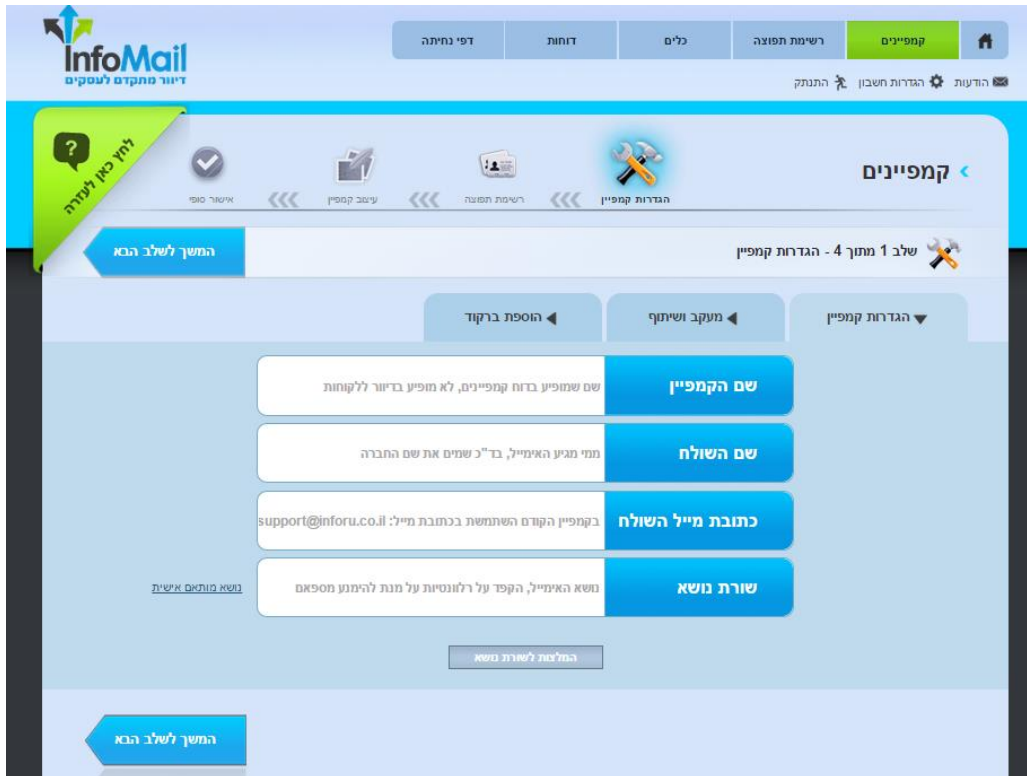 InfoMail
דיוור מתקדם לעסקים
קמפיינים
רשימת תפוצה
כלים
דוחות
דפי נחיתה
הודעות
הגדרות חשבון
התנתק
לחץ כאן לעזרה
?
קמפיינים
הגדרות קמפיין
רשימת תפוצה
עיצוב קמפיין
אישור סופי
שלב 1 מתוך 4 - הגדרות קמפיין
המשך לשלב הבא
הגדרות קמפיין
מעקב ושיתוף
הוספת ברקוד
שם הקמפיין
שם שמופיע בדוח קמפיינים, לא מופיע בדיוור ללקוחות
שם השולח
ממי מגיע האימייל, בד"כ שמים את שם החברה
כתובת מייל השולח
בקמפיין הקודם השתמשת בכתובת מייל: support@inforu.co.il
שורת נושא
נושא האימייל, הקפד על רלוונטיות על מנת להימנע מספאם
נושא מותאם אישית
המלצות לשורת נושא
המשך לשלב הבא